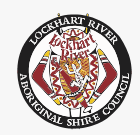 LOCKHART RIVER
Lockhart
River
ABORIGINAL SHIRE COUNCIL